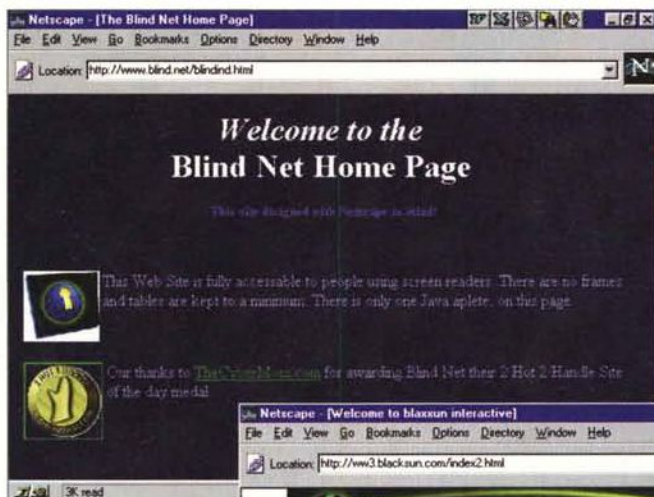 Netscape - [The Blind Net Home Page]
File Edit View Go Bookmarks Options Directory Window Help
Location: http://www.blind.net/blindind.html
N
Welcome to the
Blind Net Home Page
This site designed with Netscape in mind!
This Web Site is fully accessable to people using screen readers. There are no frames
and tables are kept to a minimum. There is only one Java aplete, on this page.
Our thanks to TheCyberMom.com for awarding Blind Net their 2 Hot 2 Handle Site
of the day medal
Netscape - [Welcome to blaxxun interactive]
File Edit View Go Bookmarks Options Directory Window Help
Location: http://ww3.blacksun.com/index2.html
3K read